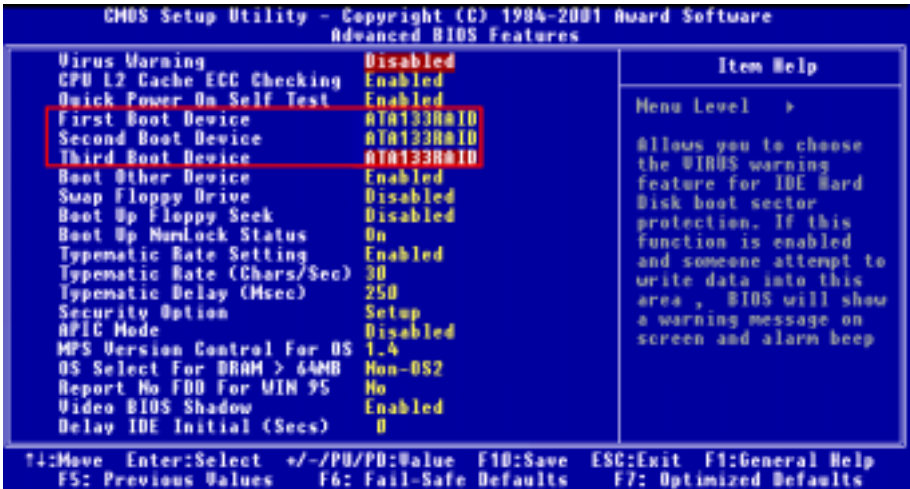 CMOS Setup Utility - Copyright (C) 1984-2001 Award Software
Advanced BIOS Features
Virus Warning Disabled
CPU L2 Cache ECC Checking Enabled
Quick Power On Self Test Enabled
First Boot Device ATA133RAID
Second Boot Device ATA133RAID
Third Boot Device ATA133RAID
Boot Other Device Enabled
Swap Floppy Drive Disabled
Boot Up Floppy Seek Disabled
Boot Up NumLock Status On
Typematic Rate Setting Enabled
Typematic Rate (Chars/Sec) 30
Typematic Delay (Msec) 250
Security Option Setup
APIC Mode Disabled
MPS Version Control For OS 1.4
OS Select For DRAM > 64MB Non-OS2
Report No FDD For WIN 95 No
Video BIOS Shadow Enabled
Delay IDE Initial (Secs) 0
Item Help
Menu Level ▸
Allows you to choose
the VIRUS warning
feature for IDE Hard
Disk boot sector
protection. If this
function is enabled
and someone attempt to
write data into this
area , BIOS will show
a warning message on
screen and alarm beep
↑↓:Move Enter:Select +/-/PU/PD:Value F10:Save ESC:Exit F1:General Help
F5: Previous Values F6: Fail-Safe Defaults F7: Optimized Defaults